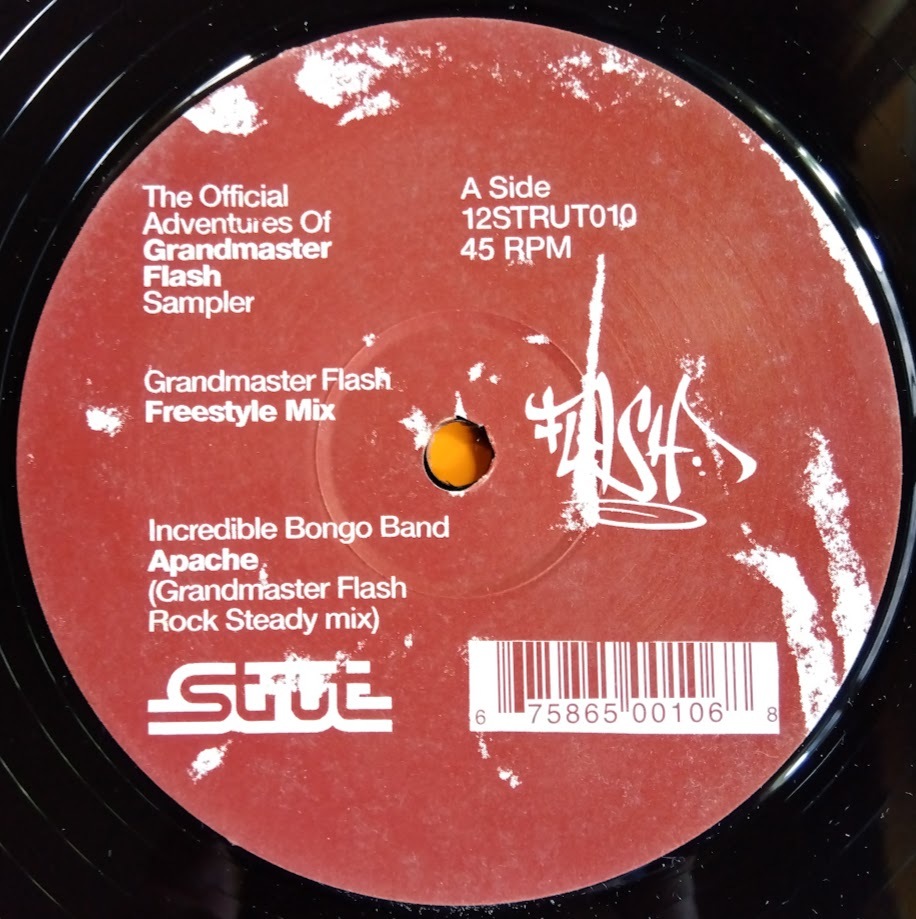 The Official
Adventures Of
Grandmaster
Flash
Sampler
A Side
12STRUT010
45 RPM
Grandmaster Flash
Freestyle Mix
FLASH
Incredible Bongo Band
Apache
(Grandmaster Flash
Rock Steady mix)
Strut
6 75865 00106 8